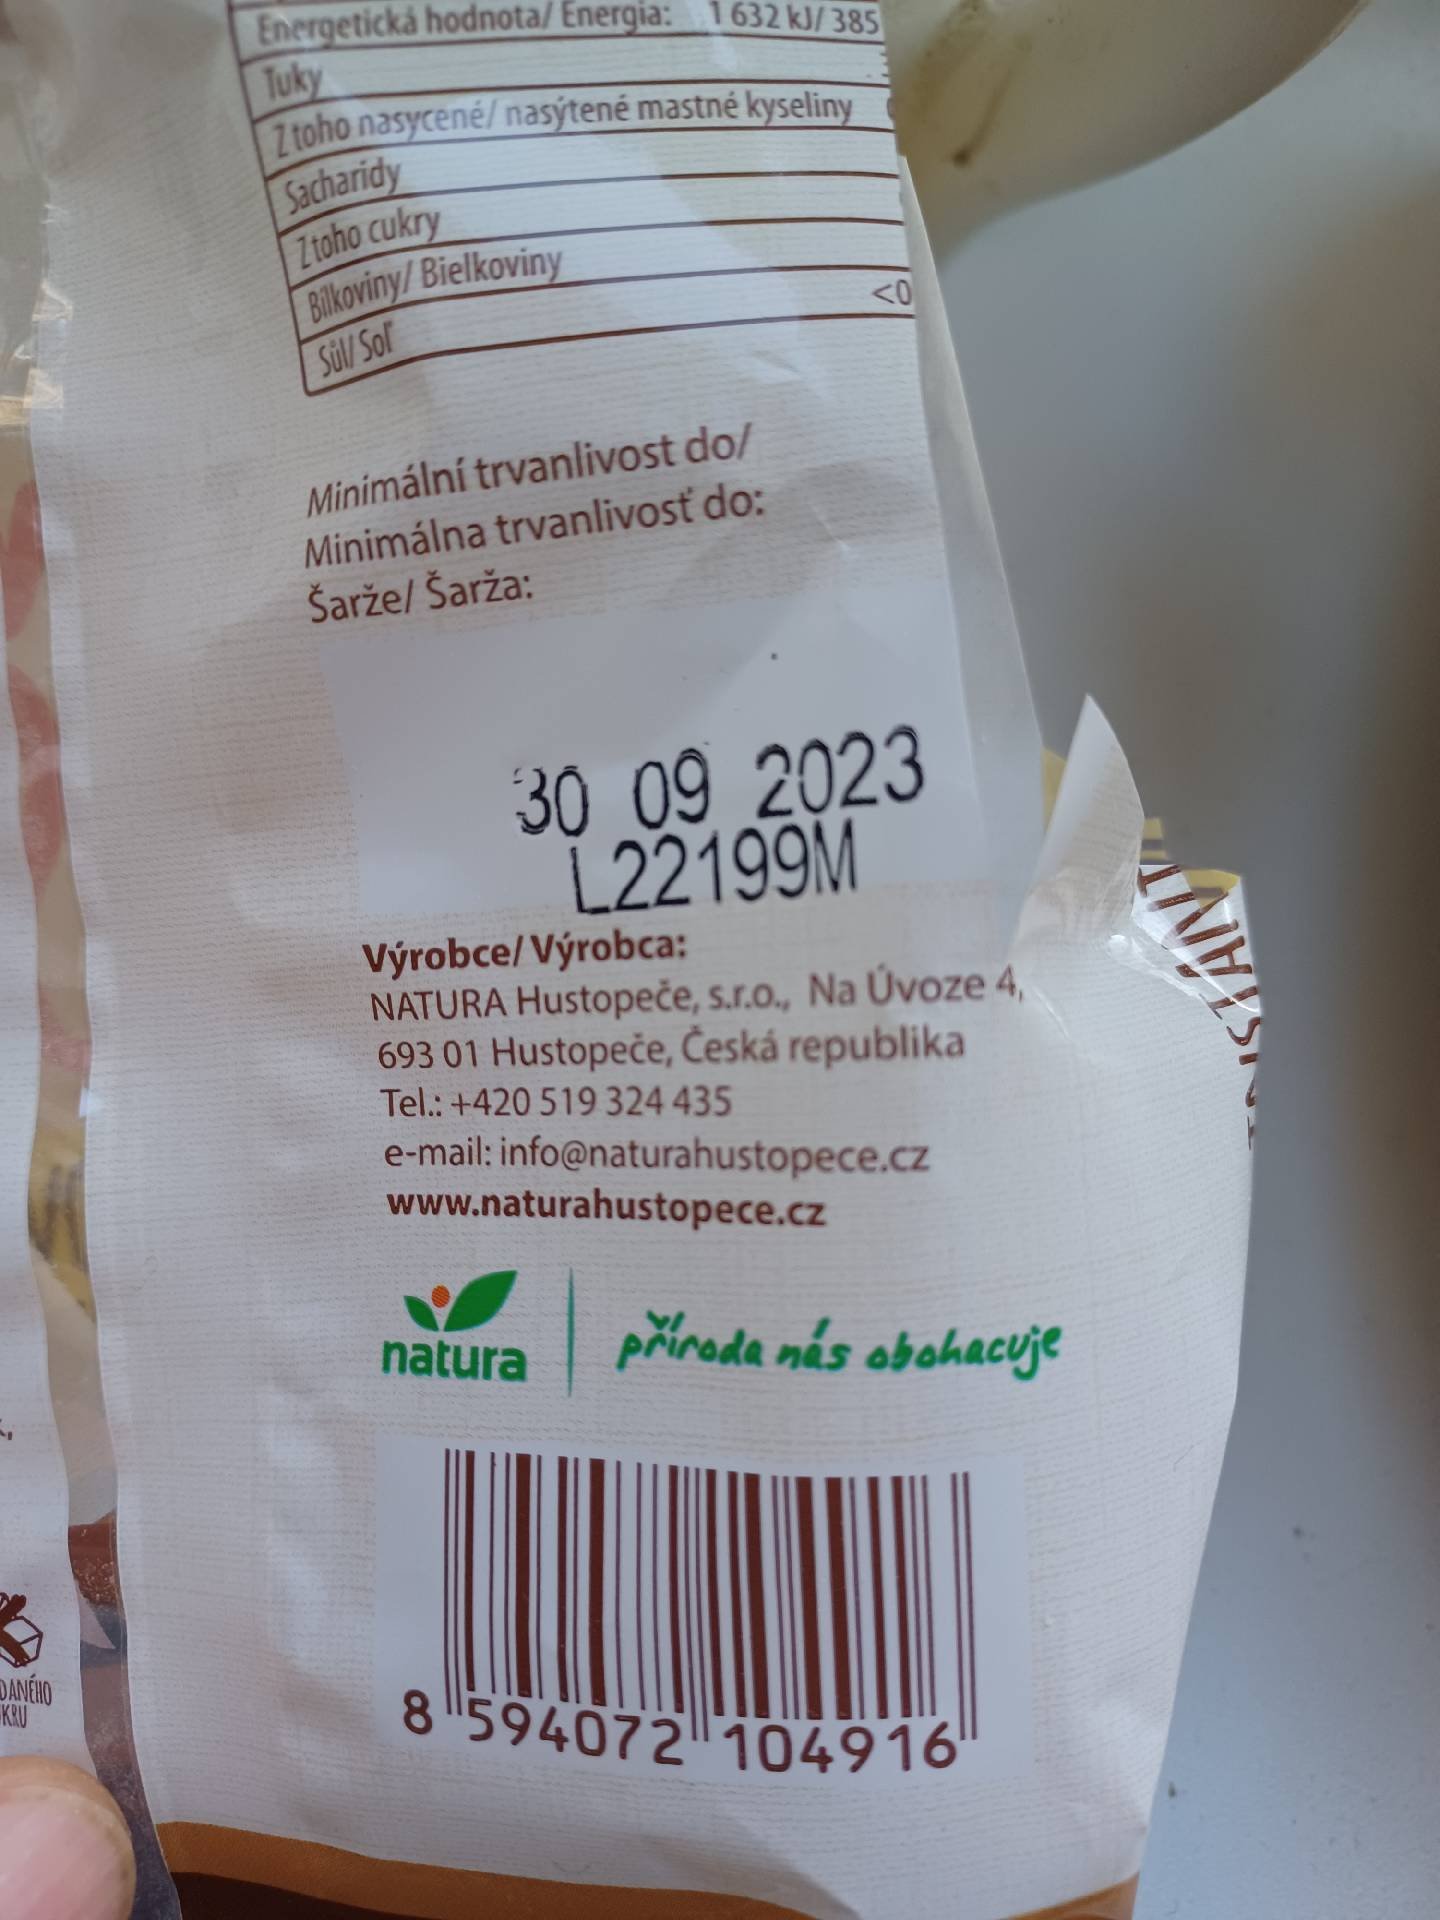 Energetická hodnota/ Energia: 1 632 kJ/ 385
Tuky
Z toho nasycené/ nasýtené mastné kyseliny
Sacharidy
Z toho cukry
Bílkoviny/ Bielkoviny
Sůl/ Soľ <0
Minimální trvanlivost do/
Minimálna trvanlivosť do:
Šarže/ Šarža:
30 09 2023
L22199M
Výrobce/ Výrobca:
NATURA Hustopeče, s.r.o., Na Úvoze 4,
693 01 Hustopeče, Česká republika
Tel.: +420 519 324 435
e-mail: info@naturahustopece.cz
www.naturahustopece.cz
natura
příroda nás obohacuje
8 594072 104916
DANÉHO
KRU
INSTANT